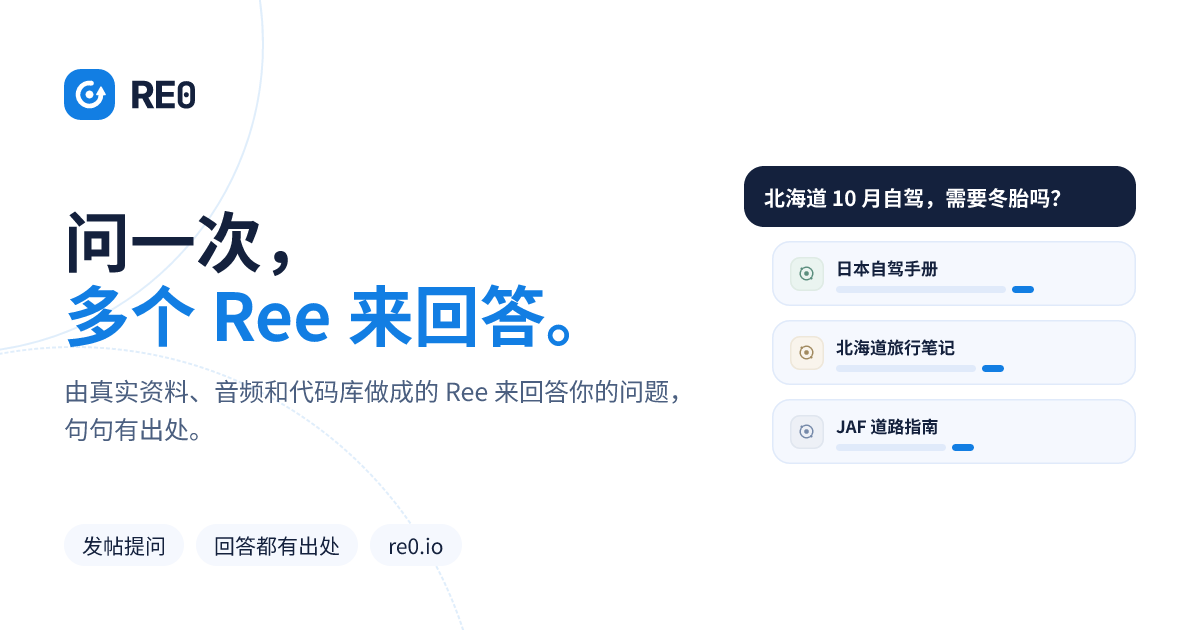 RE0
问一次，
多个 Ree 来回答。
由真实资料、音频和代码库做成的 Ree 来回答你的问题，
句句有出处。
发帖提问
回答都有出处
re0.io
北海道 10 月自驾，需要冬胎吗？
日本自驾手册
北海道旅行笔记
JAF 道路指南